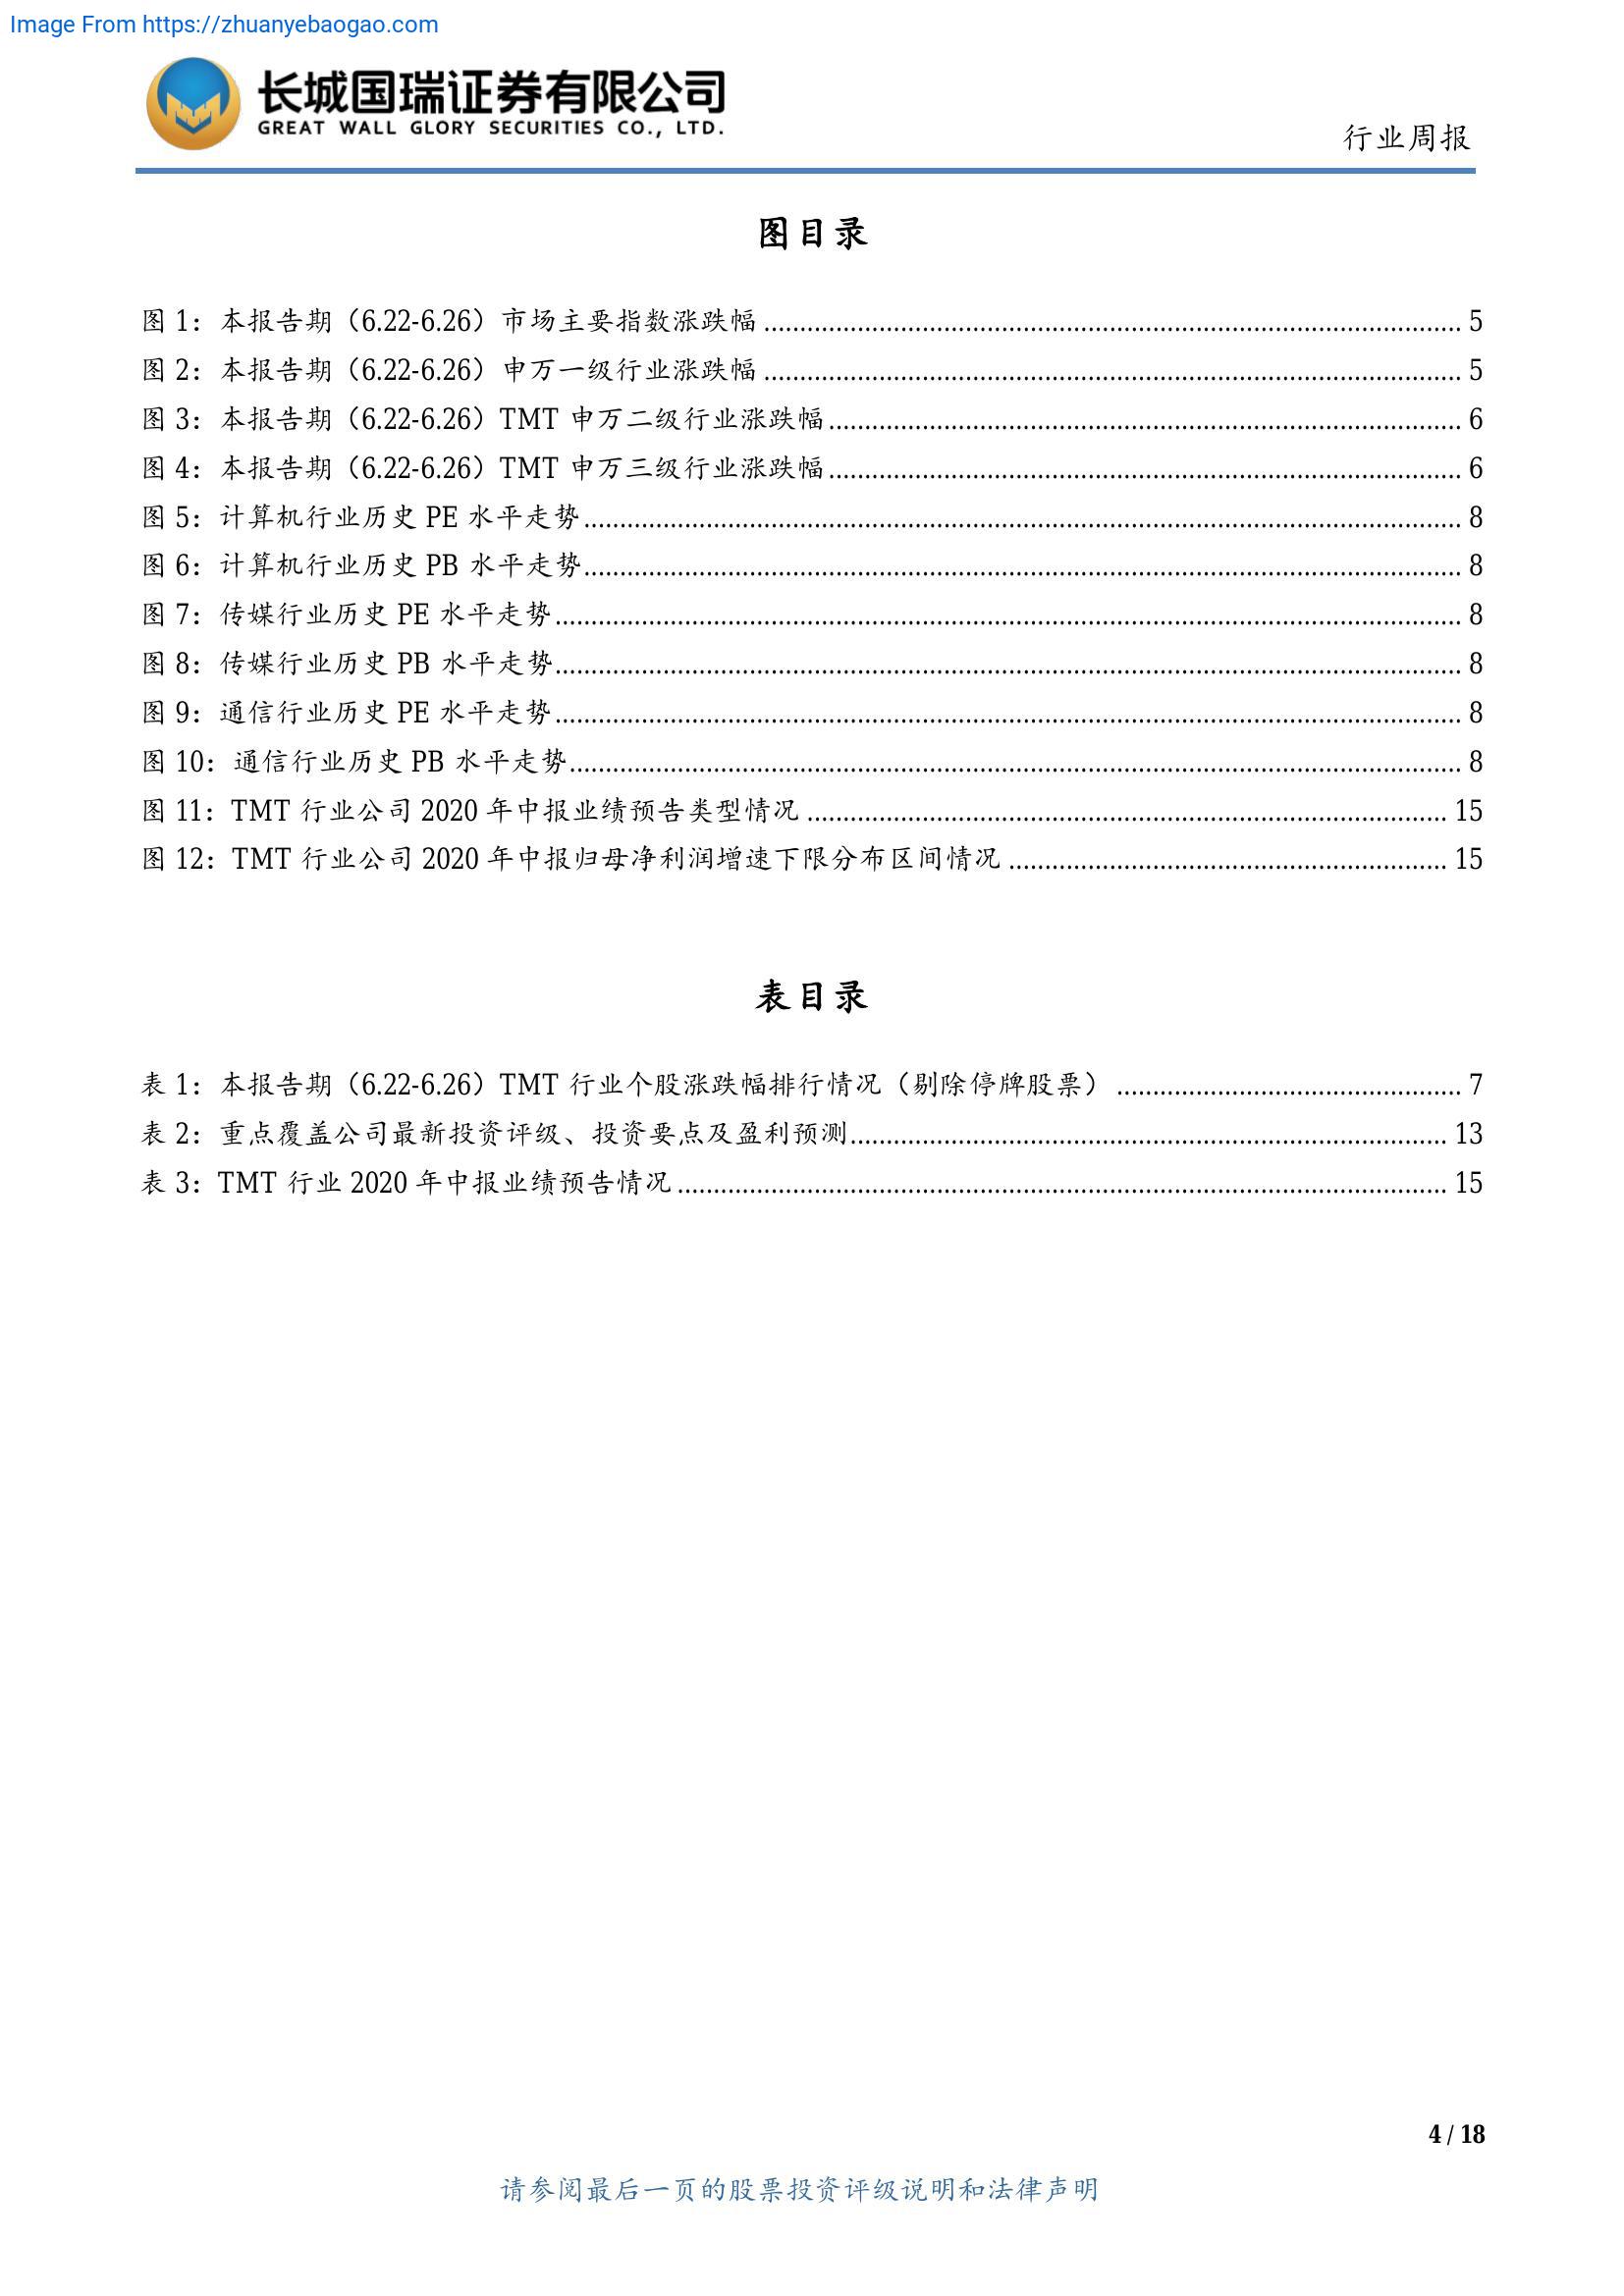 Image From https://zhuanyebaogao.com
长城国瑞证券有限公司
GREAT WALL GLORY SECURITIES CO., LTD.
行业周报
图目录
图 1：本报告期（6.22-6.26）市场主要指数涨跌幅 ........ 5
图 2：本报告期（6.22-6.26）申万一级行业涨跌幅 ........ 5
图 3：本报告期（6.22-6.26）TMT 申万二级行业涨跌幅 ........ 6
图 4：本报告期（6.22-6.26）TMT 申万三级行业涨跌幅 ........ 6
图 5：计算机行业历史 PE 水平走势 ........ 8
图 6：计算机行业历史 PB 水平走势 ........ 8
图 7：传媒行业历史 PE 水平走势 ........ 8
图 8：传媒行业历史 PB 水平走势 ........ 8
图 9：通信行业历史 PE 水平走势 ........ 8
图 10：通信行业历史 PB 水平走势 ........ 8
图 11：TMT 行业公司 2020 年中报业绩预告类型情况 ........ 15
图 12：TMT 行业公司 2020 年中报归母净利润增速下限分布区间情况 ........ 15
表目录
表 1：本报告期（6.22-6.26）TMT 行业个股涨跌幅排行情况（剔除停牌股票） ........ 7
表 2：重点覆盖公司最新投资评级、投资要点及盈利预测 ........ 13
表 3：TMT 行业 2020 年中报业绩预告情况 ........ 15
4 / 18
请参阅最后一页的股票投资评级说明和法律声明